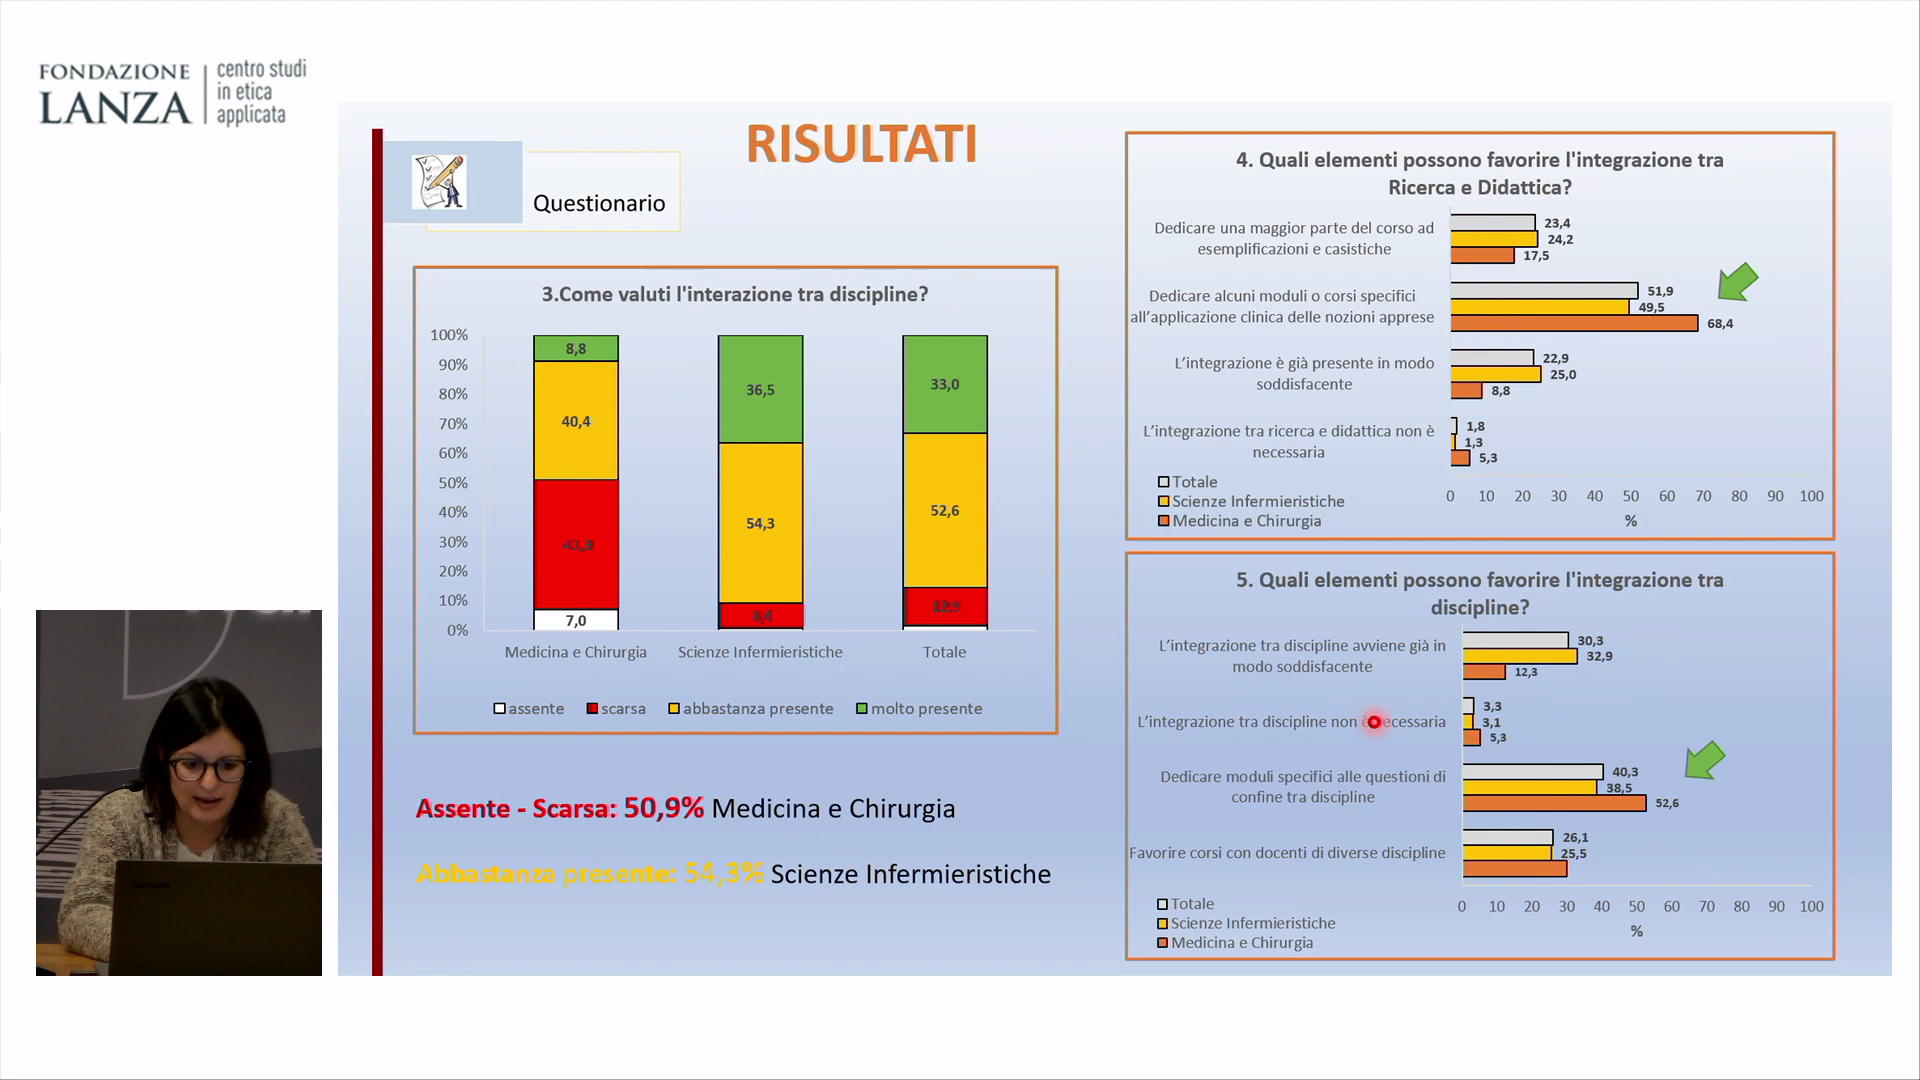 FONDAZIONE
LANZA
centro studi
in etica
applicata
RISULTATI
Questionario
3.Come valuti l'interazione tra discipline?
100%
90%
80%
70%
60%
50%
40%
30%
20%
10%
0%
8,8
40,4
7,0
36,5
54,3
8,4
33,0
52,6
12,9
Medicina e Chirurgia
Scienze Infermieristiche
Totale
assente
scarsa
abbastanza presente
molto presente
Assente - Scarsa: 50,9% Medicina e Chirurgia
Abbastanza presente: 54,3% Scienze Infermieristiche
4. Quali elementi possono favorire l'integrazione tra
Ricerca e Didattica?
Dedicare una maggior parte del corso ad
esemplificazioni e casistiche
23,4
24,2
17,5
Dedicare alcuni moduli o corsi specifici
all'applicazione clinica delle nozioni apprese
51,9
49,5
68,4
L'integrazione è già presente in modo
soddisfacente
22,9
25,0
8,8
L'integrazione tra ricerca e didattica non è
necessaria
1,8
1,3
5,3
Totale
Scienze Infermieristiche
Medicina e Chirurgia
0 10 20 30 40 50 60 70 80 90 100
%
5. Quali elementi possono favorire l'integrazione tra
discipline?
L'integrazione tra discipline avviene già in
modo soddisfacente
30,3
32,9
12,3
L'integrazione tra discipline non è necessaria
3,3
3,1
5,3
Dedicare moduli specifici alle questioni di
confine tra discipline
40,3
38,5
52,6
Favorire corsi con docenti di diverse discipline
26,1
25,5
Totale
Scienze Infermieristiche
Medicina e Chirurgia
0 10 20 30 40 50 60 70 80 90 100
%